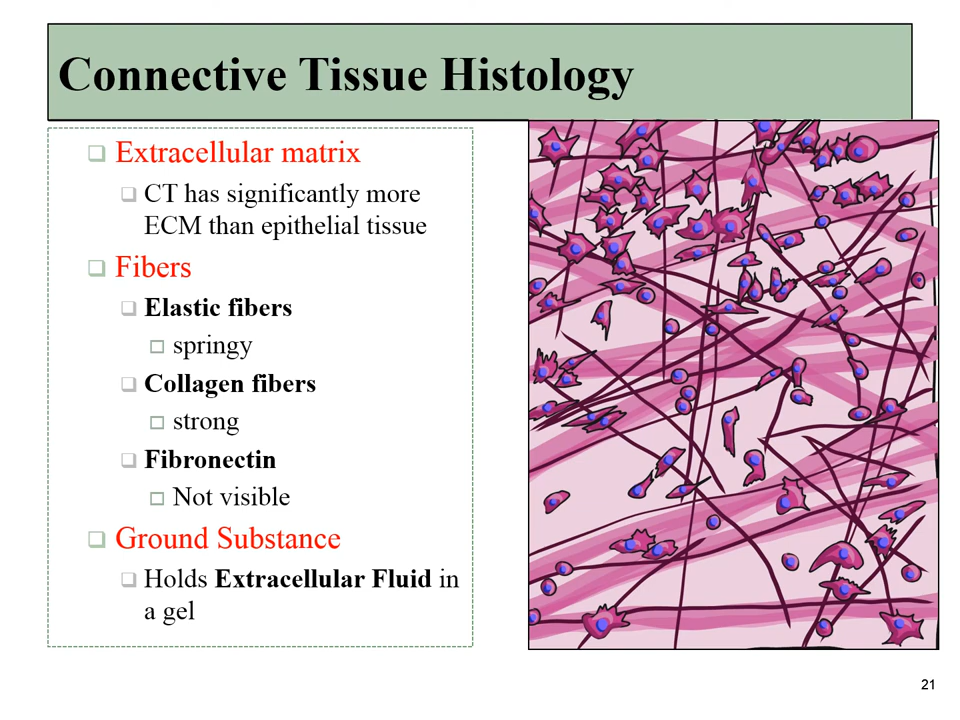 Connective Tissue Histology
Extracellular matrix
CT has significantly more
ECM than epithelial tissue
Fibers
Elastic fibers
springy
Collagen fibers
strong
Fibronectin
Not visible
Ground Substance
Holds Extracellular Fluid in
a gel
21